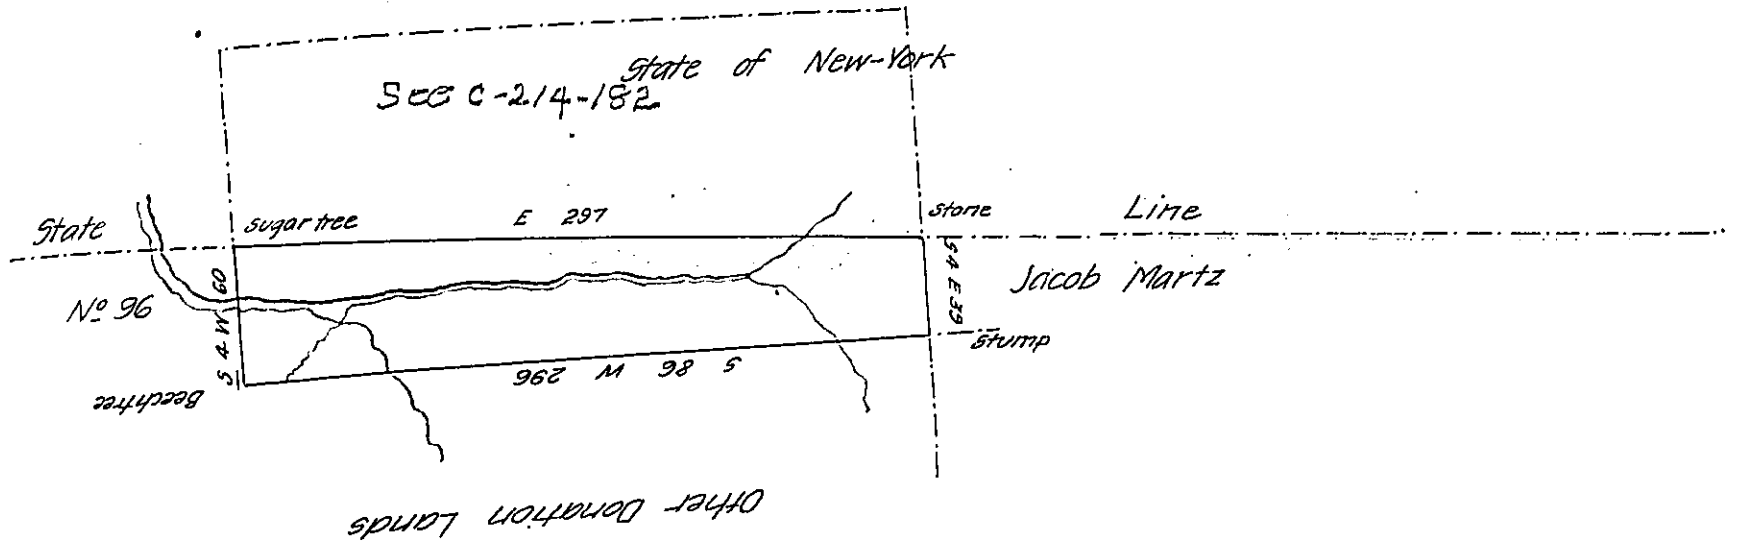 State of New-York
See C-214-182
State
Sugar tree
E 297
Stone
Line
Nº 96
S 4 W 60
S 4 E 39
Jacob Martz
Stump
S 86 W 296
Beechtree
Other Donation Lands